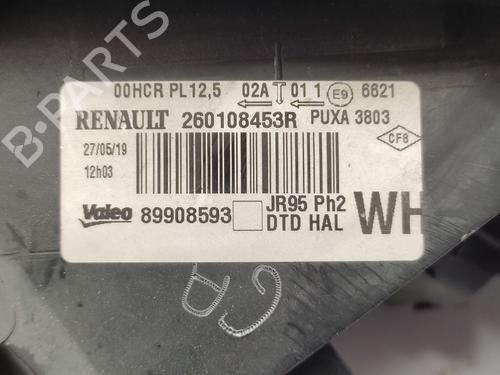 00HCR PL12,5 02A 01 1 E9 6621
RENAULT 260108453R PUXA 3803
27/05/19
12h03
CF8
Valeo 89908593 JR95 Ph2
DTD HAL
WH
B-PARTS